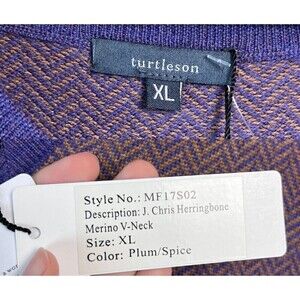 turtleson
XL
Style No.: MF17S02
Description: J. Chris Herringbone
Merino V-Neck
Size: XL
Color: Plum/Spice